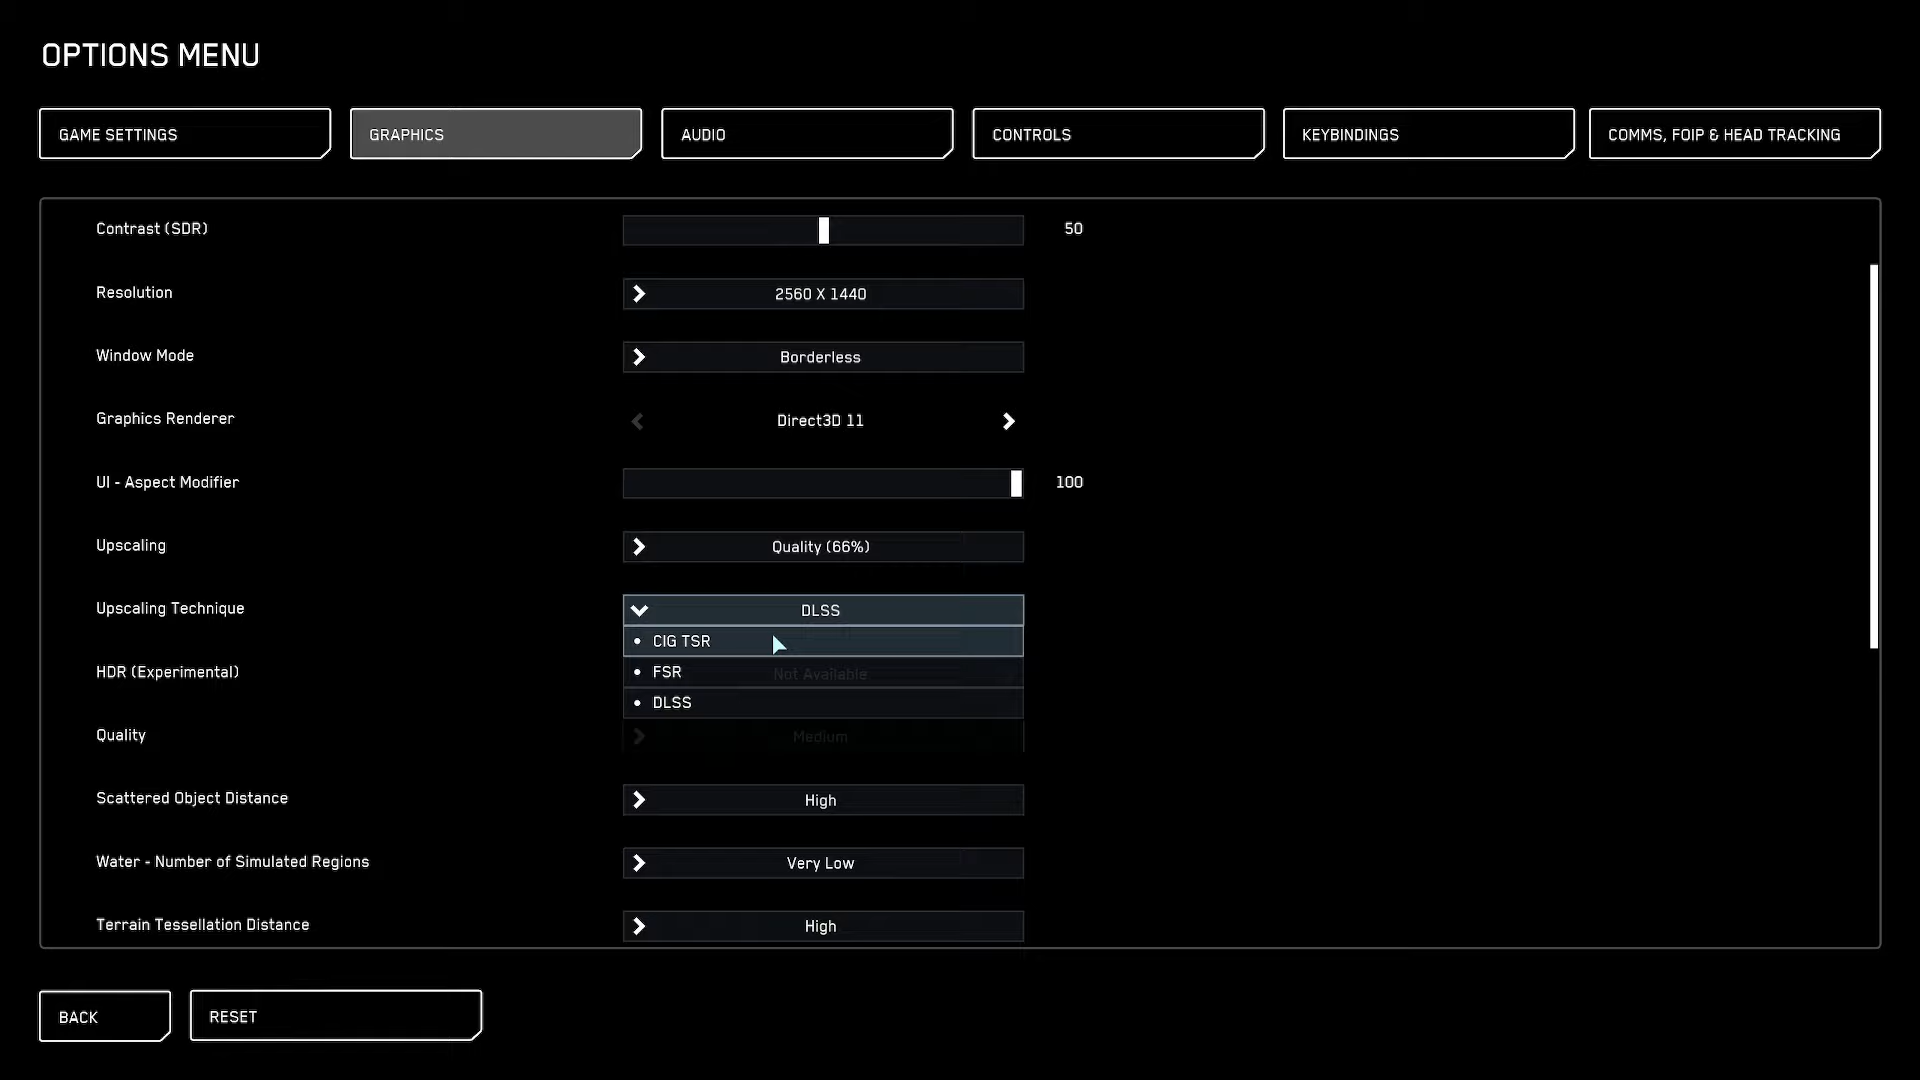 OPTIONS MENU
GAME SETTINGS
GRAPHICS
AUDIO
CONTROLS
KEYBINDINGS
COMMS, FOIP & HEAD TRACKING
Contrast (SDR)
50
Resolution
2560 X 1440
Window Mode
Borderless
Graphics Renderer
Direct3D 11
UI - Aspect Modifier
100
Upscaling
Quality (66%)
Upscaling Technique
DLSS
CIG TSR
HDR (Experimental)
FSR
Not Available
DLSS
Quality
Medium
Scattered Object Distance
High
Water - Number of Simulated Regions
Very Low
Terrain Tessellation Distance
High
BACK
RESET